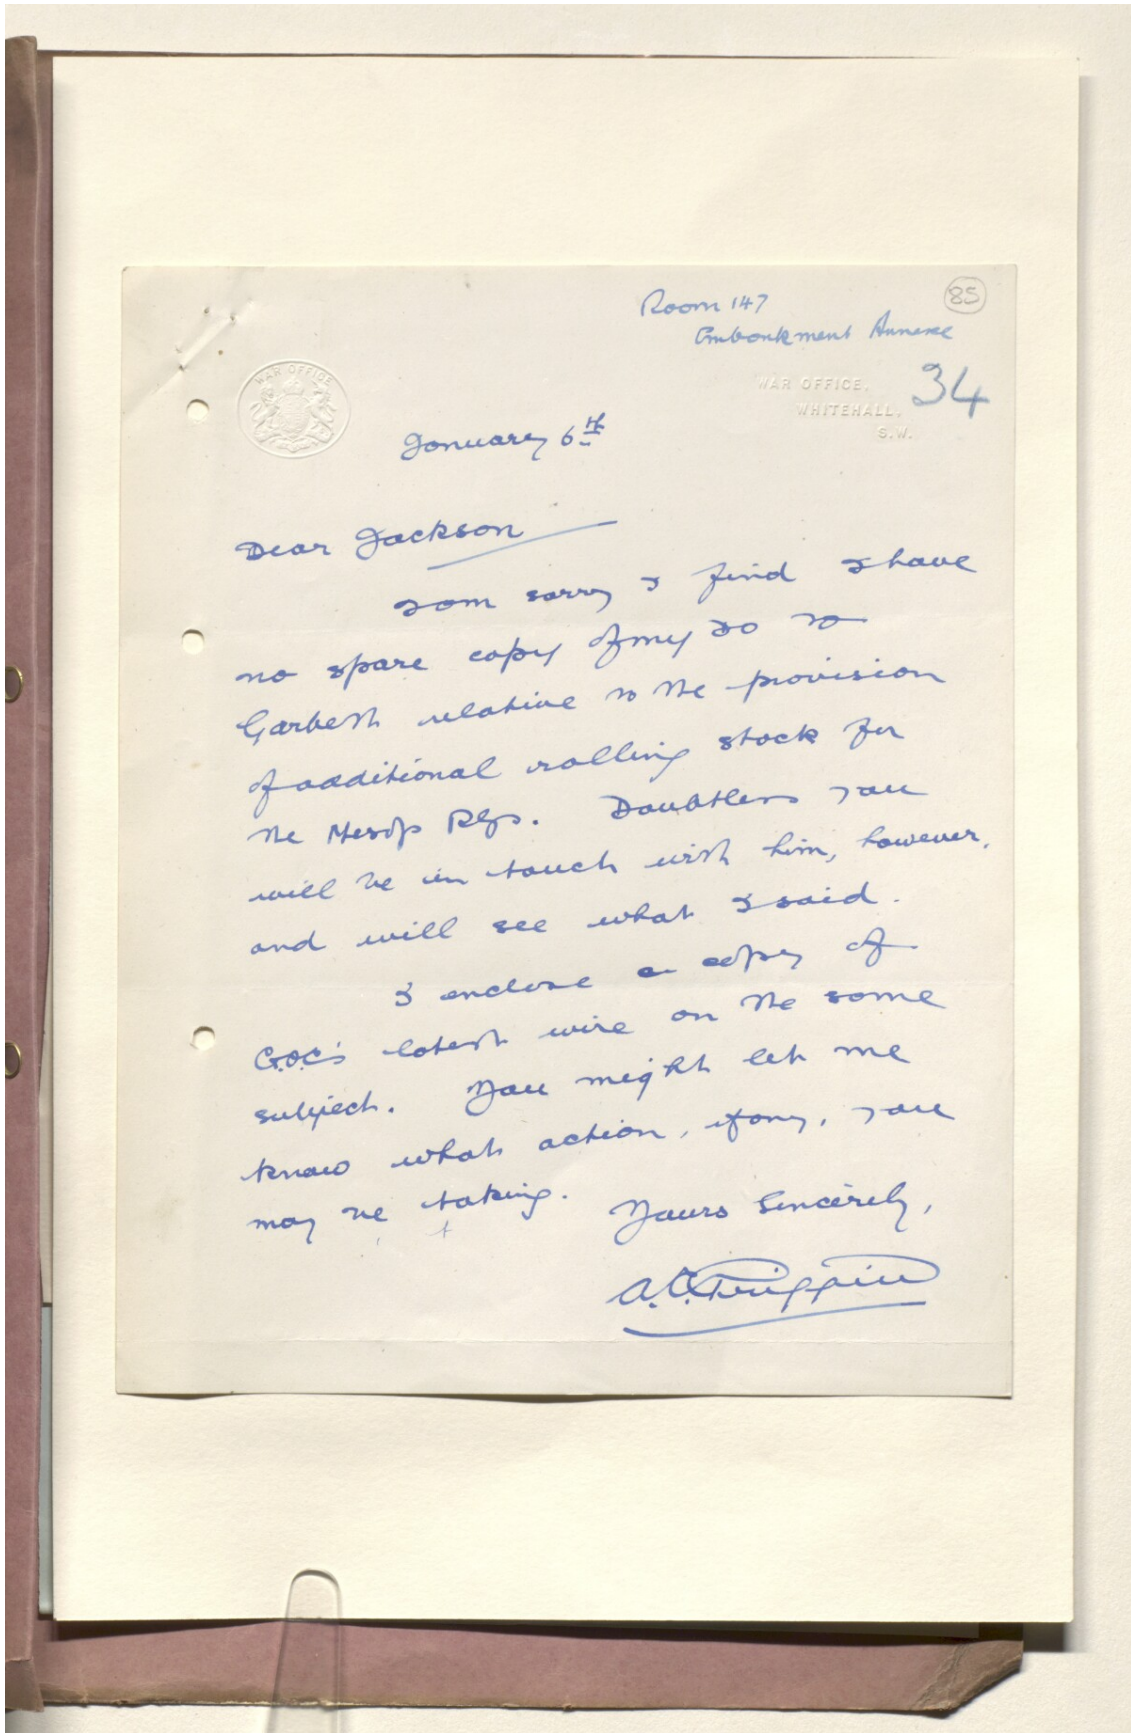 85
Room 147
Embankment Annexe
34
WAR OFFICE
WAR OFFICE,
WHITEHALL,
S.W.
January 6th
Dear Jackson
I am sorry I find I have
no spare copy of my DO to
Garbett relative to the provision
of additional rolling stock for
the Mesop Rlys. Doubtless you
will be in touch with him, however,
and will see what I said.
I enclose a copy of
G.O.C's latest wire on the same
subject. You might let me
know what action, if any, you
may be taking.
Yours Sincerely,